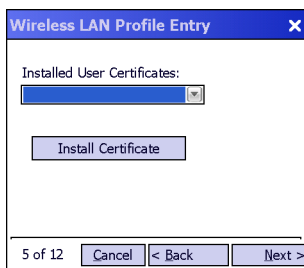 Wireless LAN Profile Entry
Installed User Certificates:
Install Certificate
5 of 12 Cancel < Back Next >